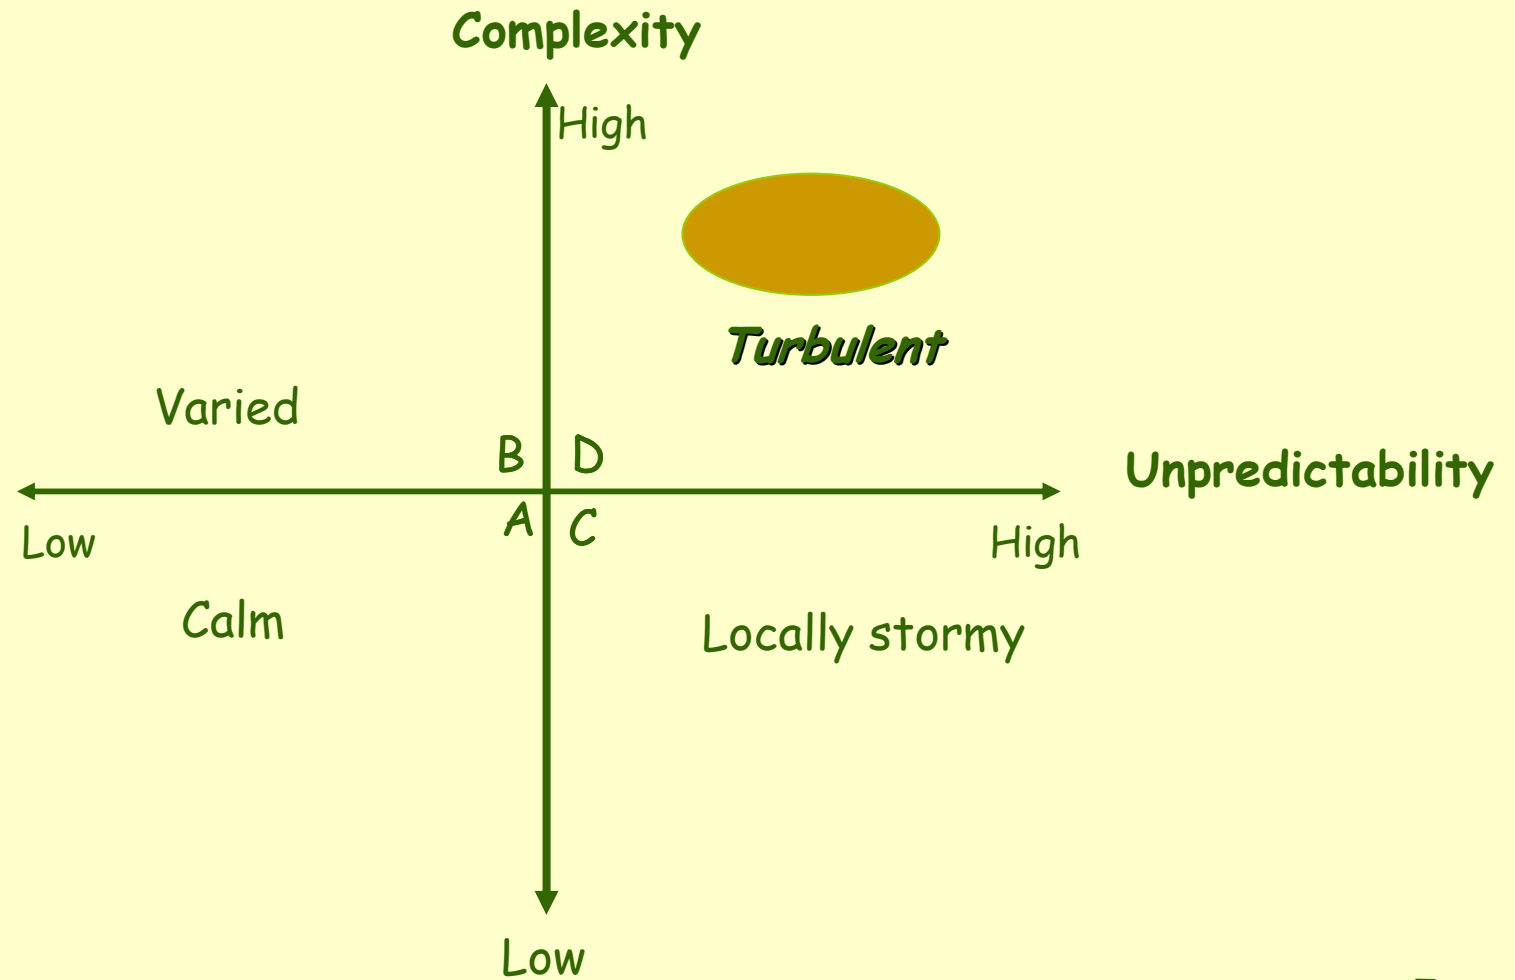 Complexity
High
Turbulent
Varied
B D
Unpredictability
A C
Low
High
Calm
Locally stormy
Low